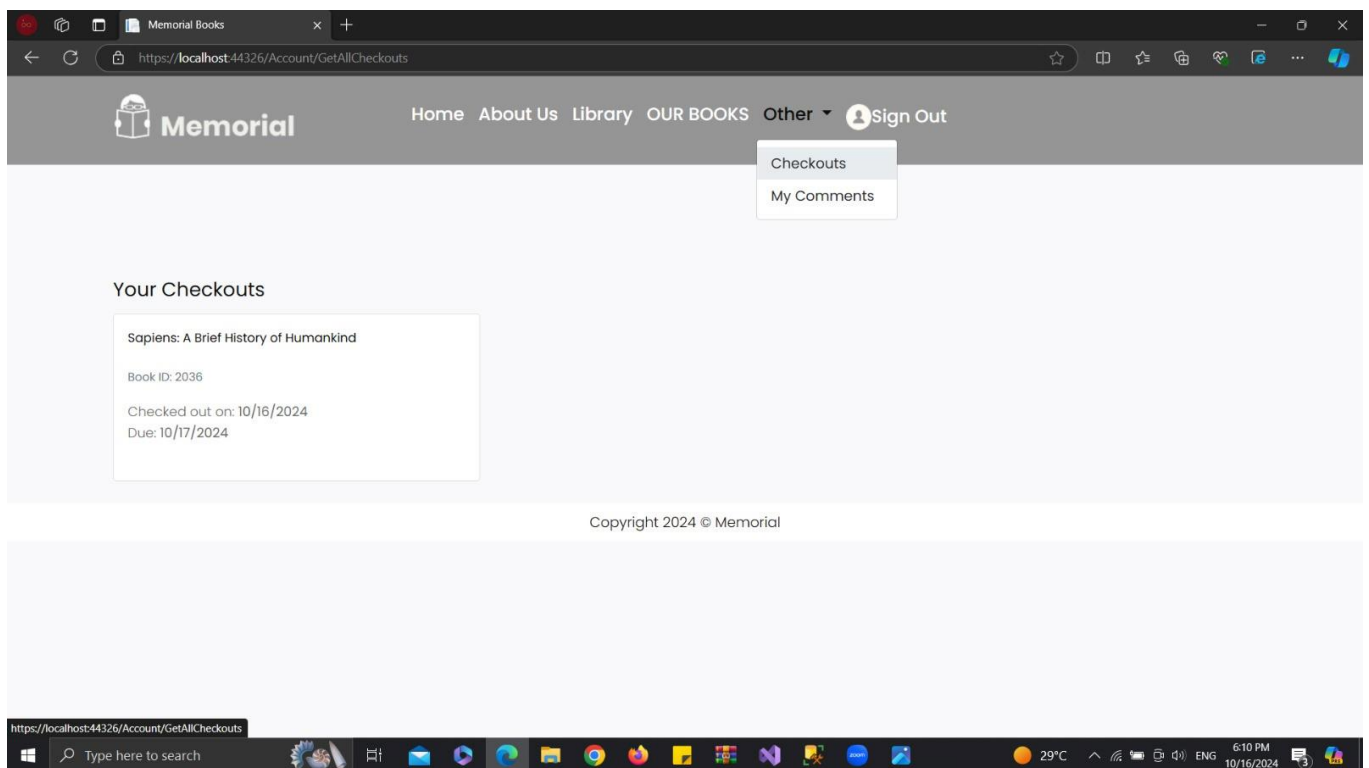 Memorial Books
https://localhost:44326/Account/GetAllCheckouts
Memorial
Home About Us Library OUR BOOKS Other Sign Out
Checkouts
My Comments
Your Checkouts
Sapiens: A Brief History of Humankind
Book ID: 2036
Checked out on: 10/16/2024
Due: 10/17/2024
Copyright 2024 © Memorial
https://localhost:44326/Account/GetAllCheckouts
Type here to search
zoom
29°C
ENG
6:10 PM
10/16/2024
3